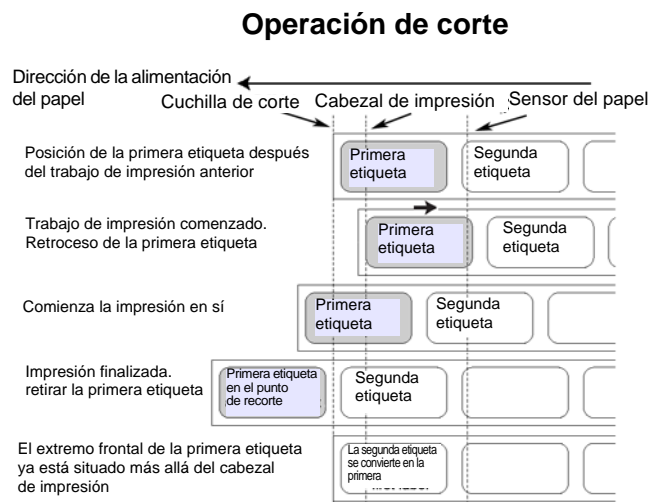 Operación de corte
Dirección de la alimentación
del papel
Cuchilla de corte
Cabezal de impresión
Sensor del papel
Posición de la primera etiqueta después
del trabajo de impresión anterior
Primera
etiqueta
Segunda
etiqueta
Trabajo de impresión comenzado.
Retroceso de la primera etiqueta
Primera
etiqueta
Segunda
etiqueta
Comienza la impresión en sí
Primera
etiqueta
Segunda
etiqueta
Impresión finalizada.
retirar la primera etiqueta
Primera etiqueta
en el punto
de recorte
Segunda
etiqueta
El extremo frontal de la primera etiqueta
ya está situado más allá del cabezal
de impresión
La segunda etiqueta
se convierte en la
primera